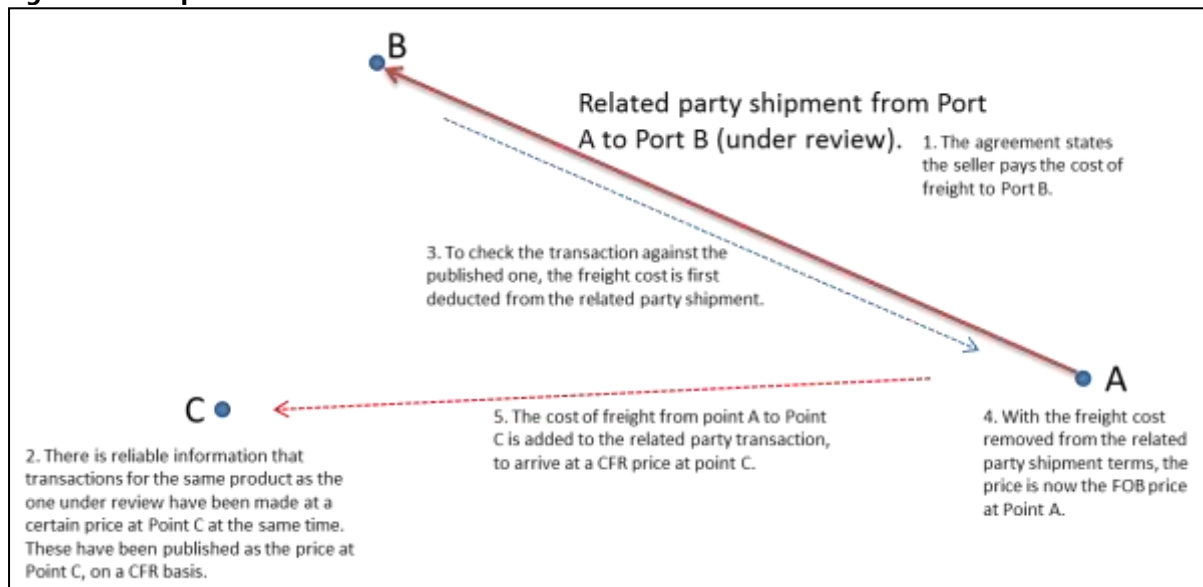 B
Related party shipment from Port
A to Port B (under review).
1. The agreement states
the seller pays the cost of
freight to Port B.
3. To check the transaction against the
published one, the freight cost is first
deducted from the related party shipment.
A
C
5. The cost of freight from point A to Point
C is added to the related party transaction,
to arrive at a CFR price at point C.
4. With the freight cost
removed from the related
party shipment terms, the
price is now the FOB price
at Point A.
2. There is reliable information that
transactions for the same product as the
one under review have been made at a
certain price at Point C at the same time.
These have been published as the price at
Point C, on a CFR basis.